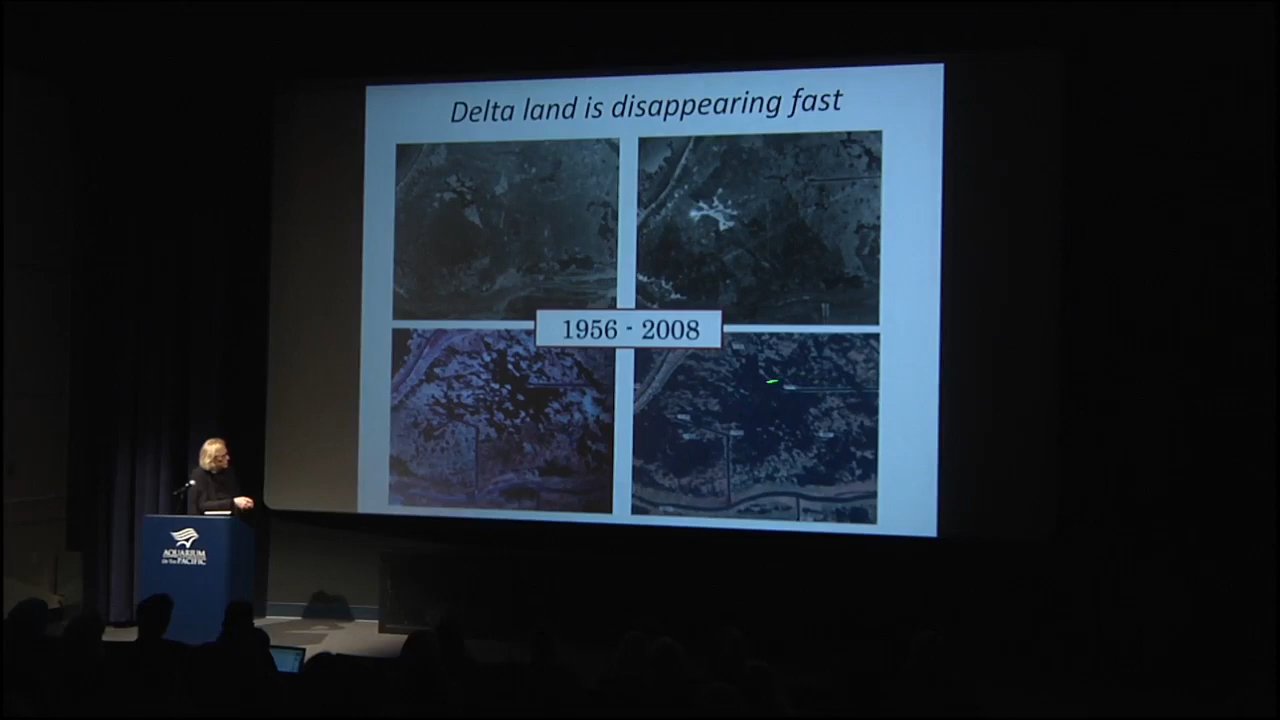 Delta land is disappearing fast
1956 - 2008
AQUARIUM
OF THE PACIFIC